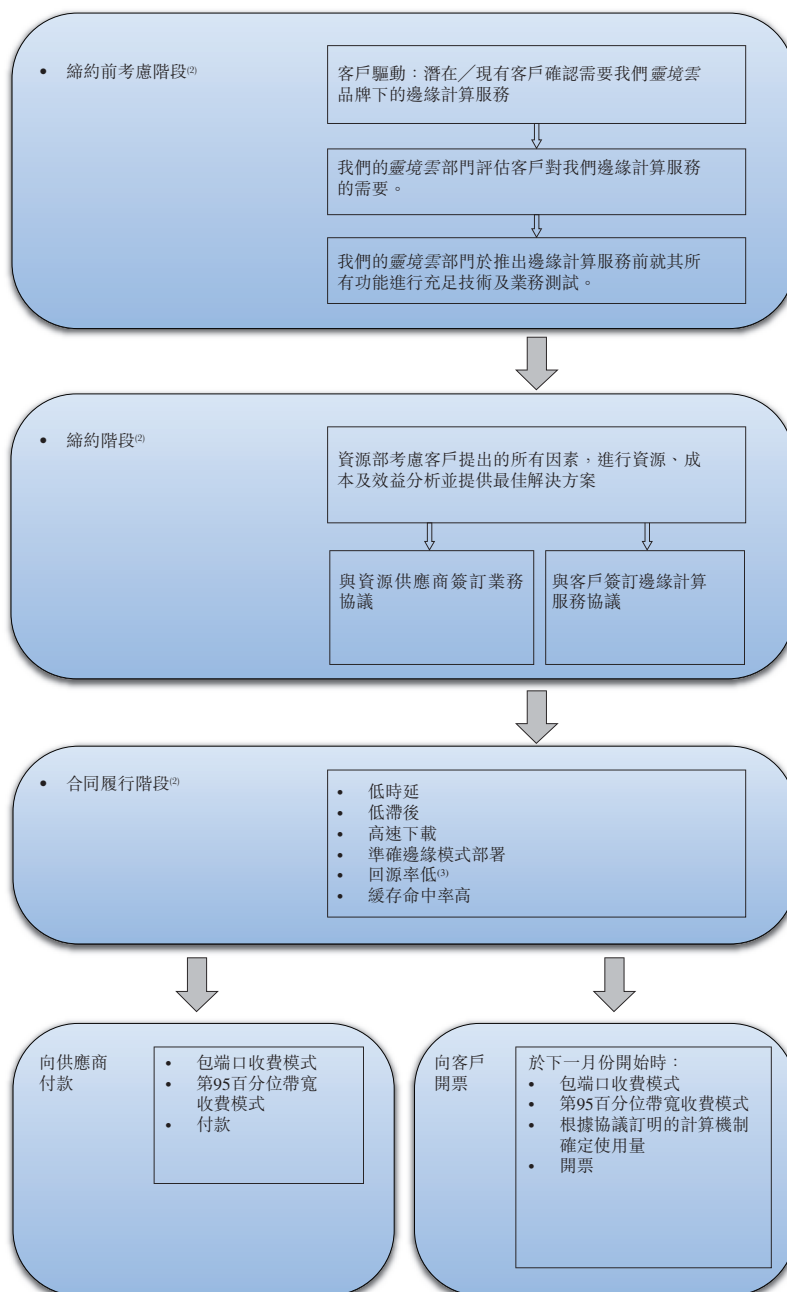 • 締約前考慮階段(2)
客戶驅動：潛在／現有客戶確認需要我們靈境雲
品牌下的邊緣計算服務
我們的靈境雲部門評估客戶對我們邊緣計算服務
的需要。
我們的靈境雲部門於推出邊緣計算服務前就其所
有功能進行充足技術及業務測試。
• 締約階段(2)
資源部考慮客戶提出的所有因素，進行資源、成
本及效益分析並提供最佳解決方案
與資源供應商簽訂業務
協議
與客戶簽訂邊緣計算
服務協議
• 合同履行階段(2)
• 低時延
• 低滯後
• 高速下載
• 準確邊緣模式部署
• 回源率低(3)
• 緩存命中率高
向供應商
付款
• 包端口收費模式
• 第95百分位帶寬
收費模式
• 付款
向客戶
開票
於下一月份開始時：
• 包端口收費模式
• 第95百分位帶寬收費模式
• 根據協議訂明的計算機制
確定使用量
• 開票